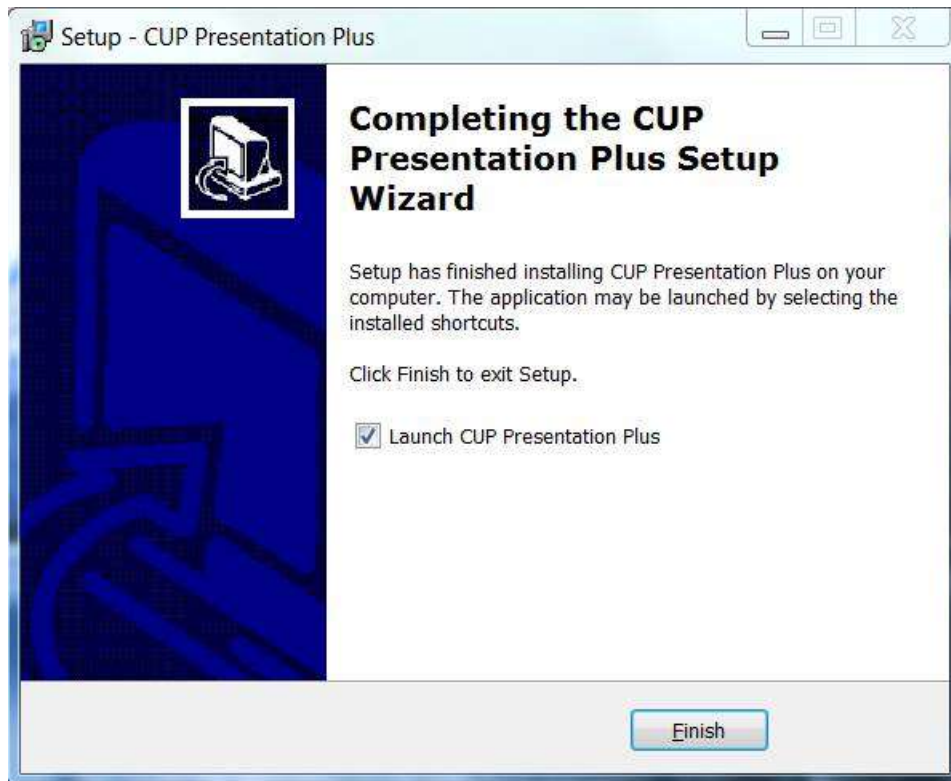 Setup - CUP Presentation Plus
Completing the CUP
Presentation Plus Setup
Wizard
Setup has finished installing CUP Presentation Plus on your
computer. The application may be launched by selecting the
installed shortcuts.
Click Finish to exit Setup.
Launch CUP Presentation Plus
Finish